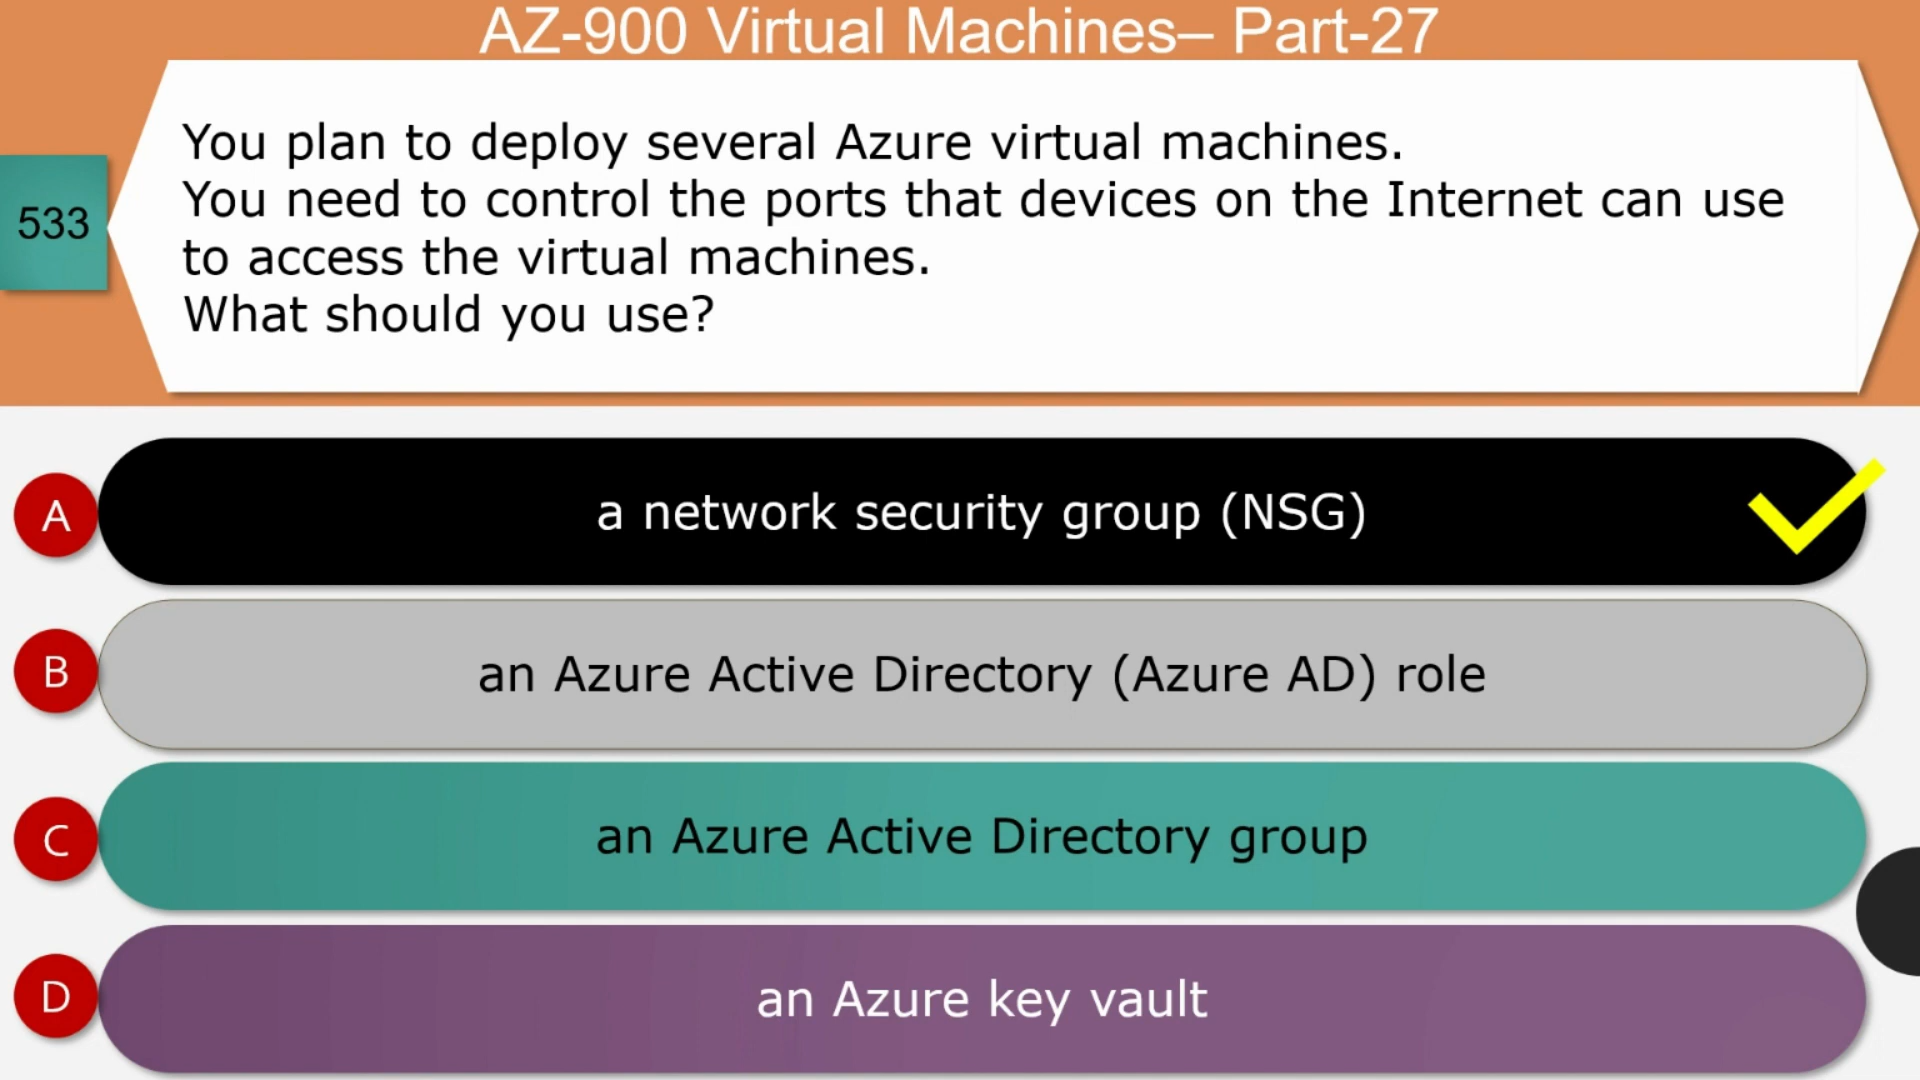 AZ-900 Virtual Machines– Part-27
533
You plan to deploy several Azure virtual machines.
You need to control the ports that devices on the Internet can use
to access the virtual machines.
What should you use?
A
a network security group (NSG)
B
an Azure Active Directory (Azure AD) role
C
an Azure Active Directory group
D
an Azure key vault